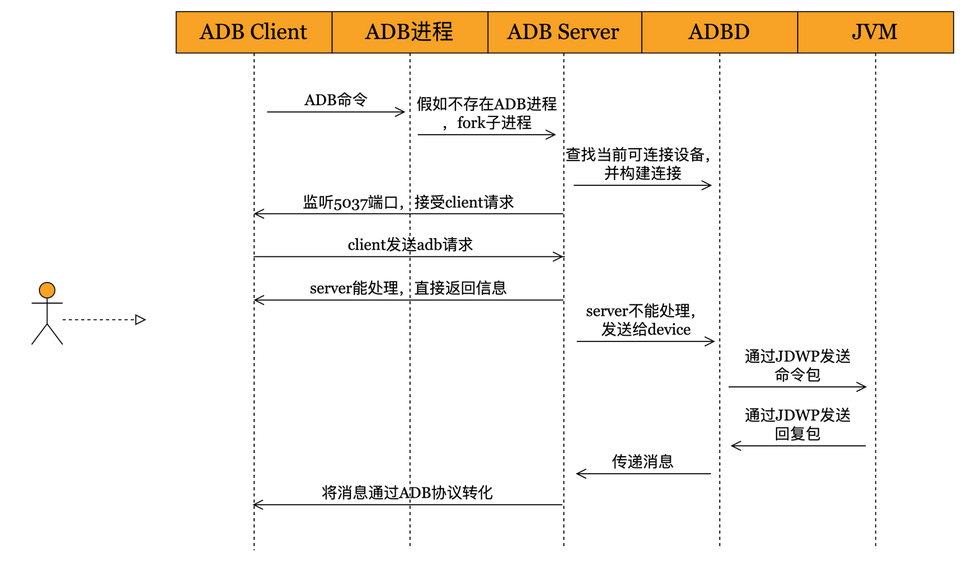 ADB Client
ADB进程
ADB Server
ADBD
JVM
ADB命令
假如不存在ADB进程
，fork子进程
查找当前可连接设备，
并构建连接
监听5037端口，接受client请求
client发送adb请求
server能处理，直接返回信息
server不能处理，
发送给device
通过JDWP发送
命令包
通过JDWP发送
回复包
传递消息
将消息通过ADB协议转化